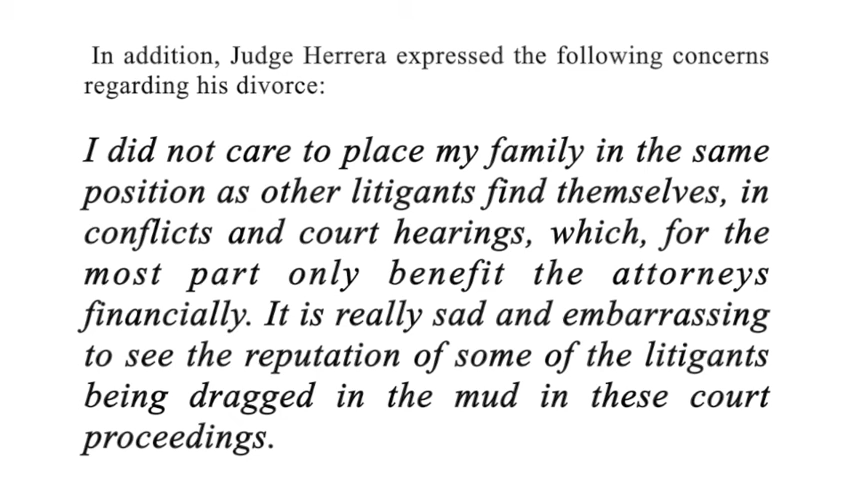 In addition, Judge Herrera expressed the following concerns
regarding his divorce:
I did not care to place my family in the same
position as other litigants find themselves, in
conflicts and court hearings, which, for the
most part only benefit the attorneys
financially. It is really sad and embarrassing
to see the reputation of some of the litigants
being dragged in the mud in these court
proceedings.